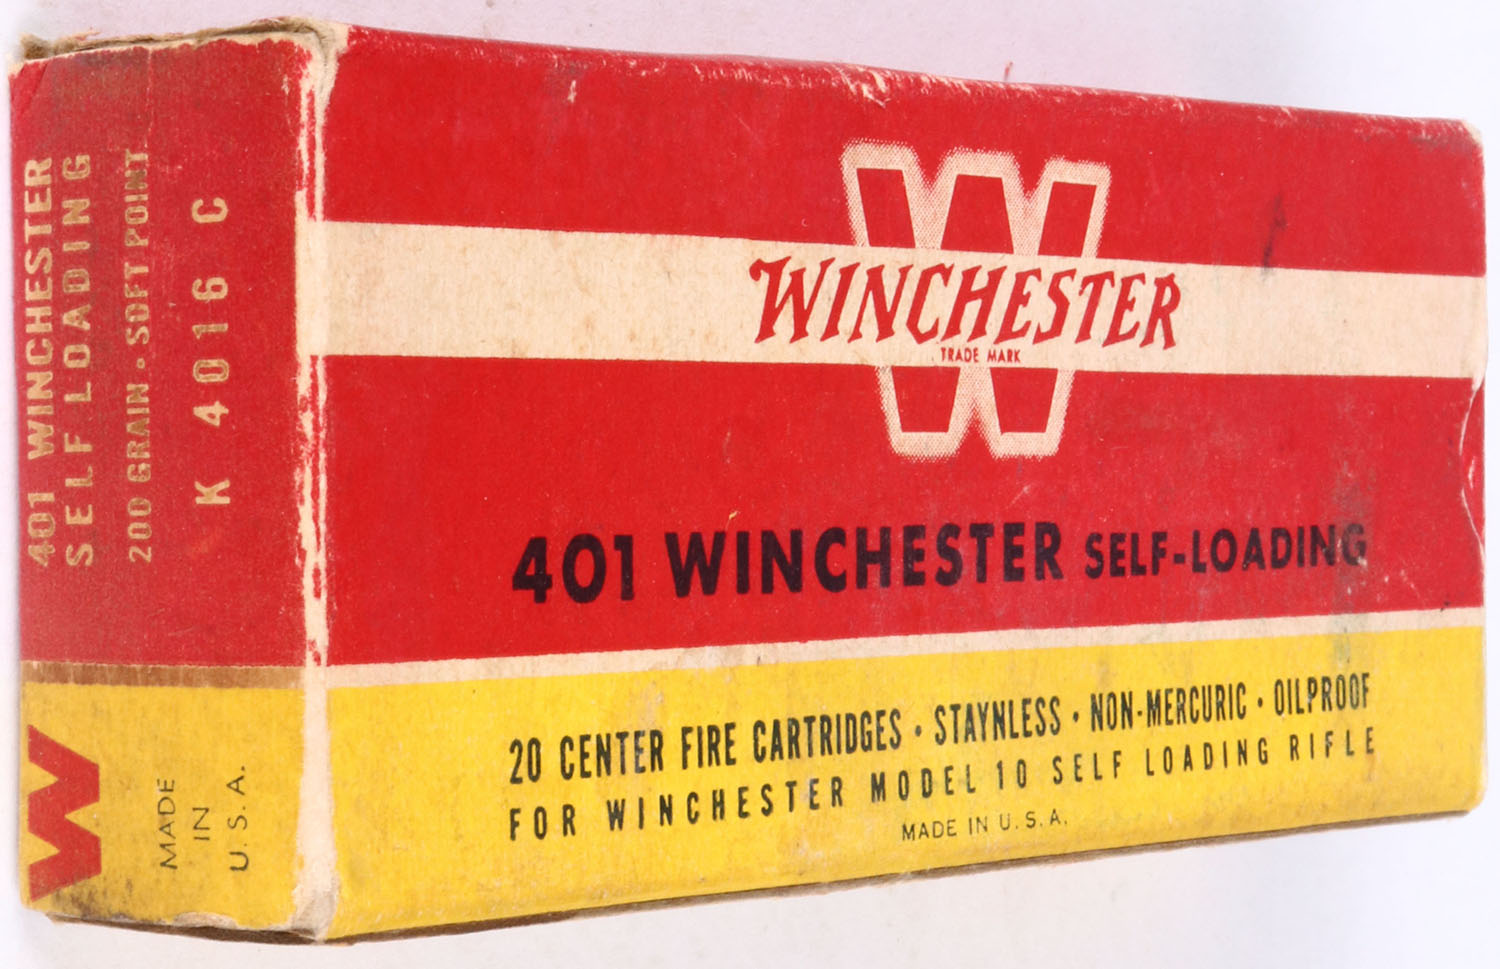 401 WINCHESTER
SELF LOADING
200 GRAIN • SOFT POINT
K 4016 C
W
MADE
IN
U.S.A.
W
WINCHESTER
TRADE MARK
401 WINCHESTER SELF-LOADING
20 CENTER FIRE CARTRIDGES • STAYNLESS • NON-MERCURIC • OILPROOF
FOR WINCHESTER MODEL 10 SELF LOADING RIFLE
MADE IN U.S.A.